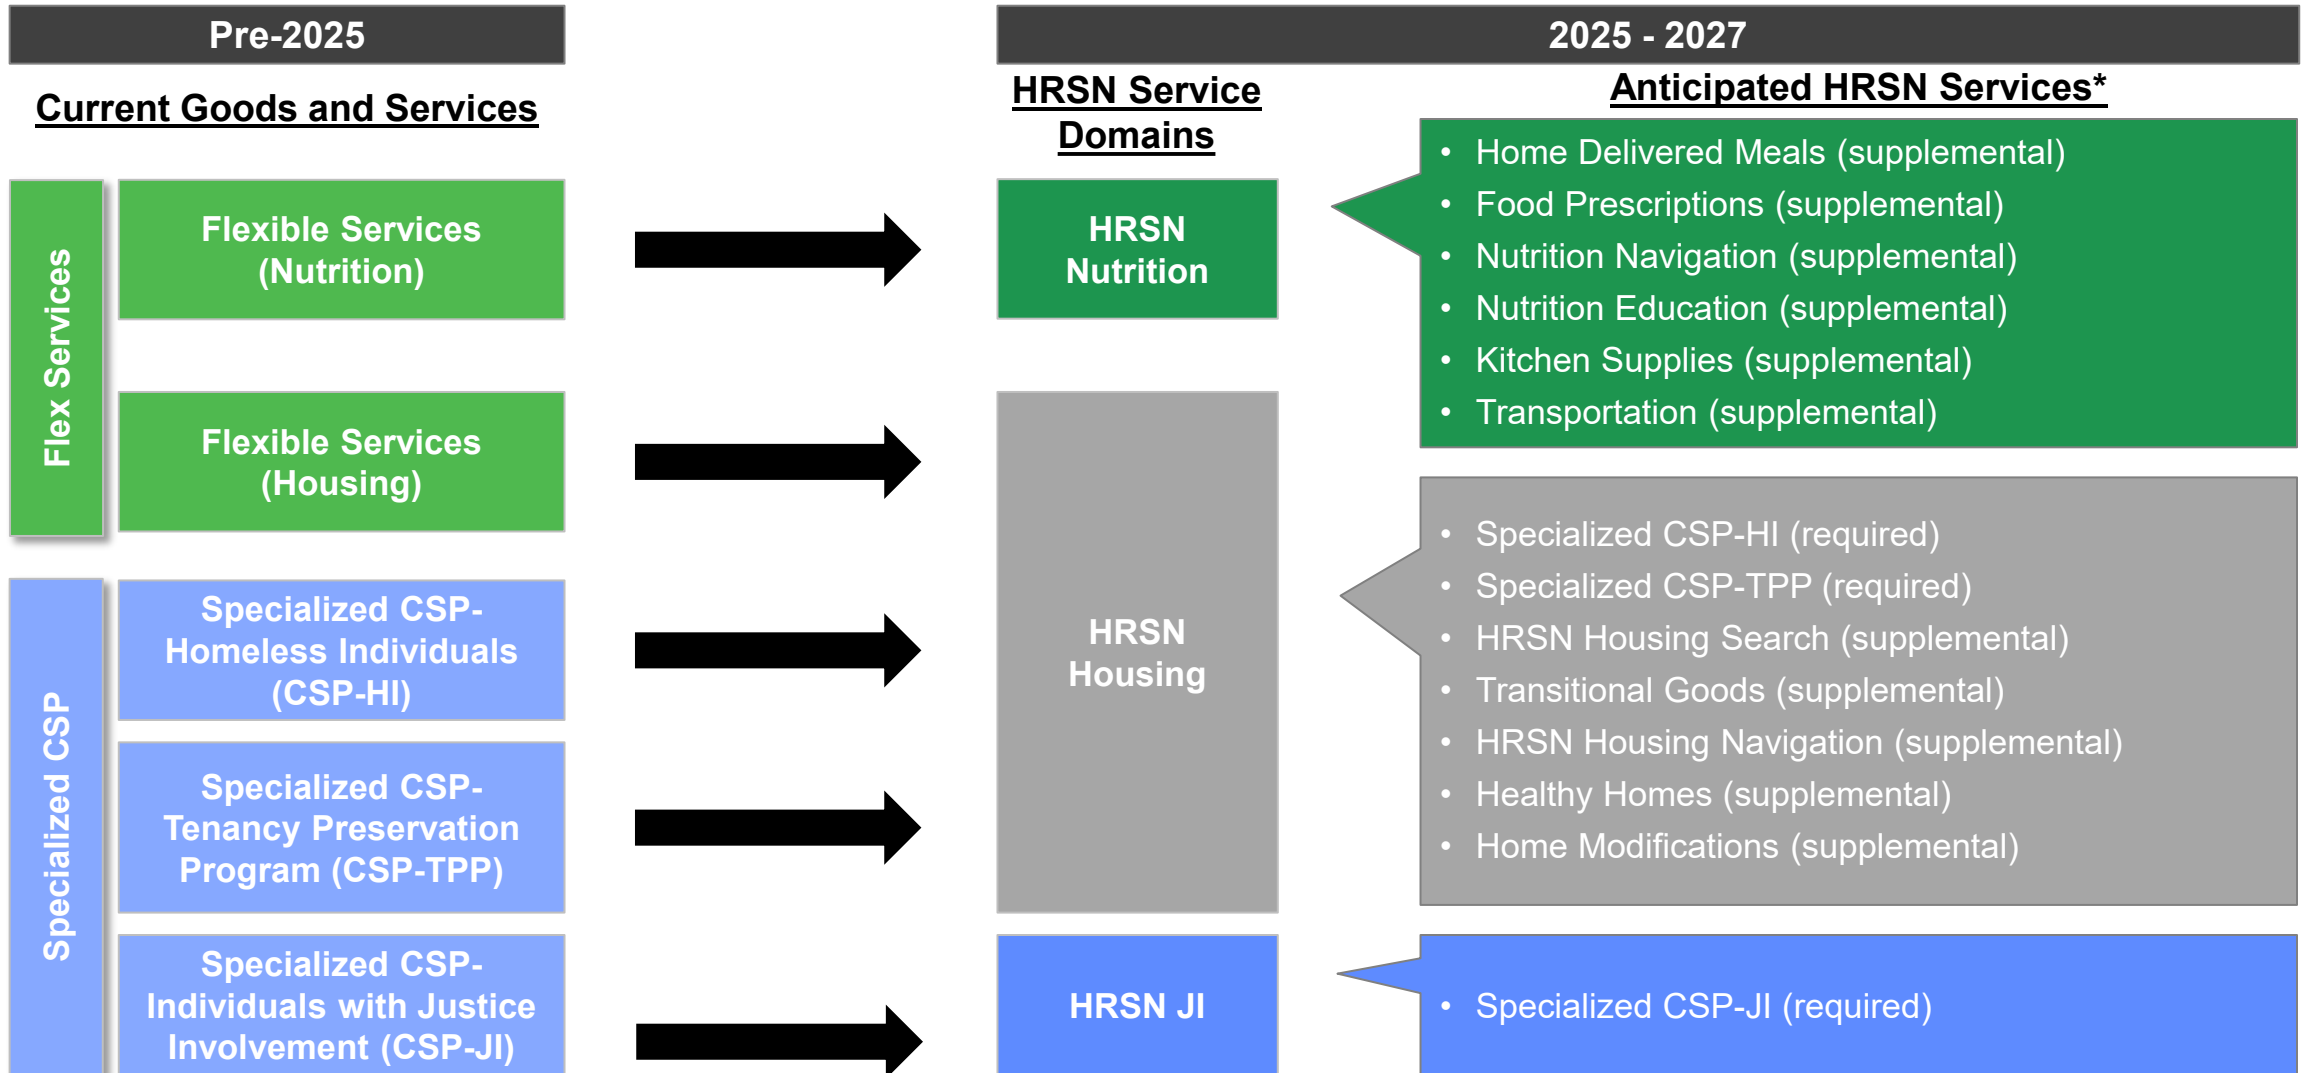 Pre-2025
2025 - 2027
Current Goods and Services
HRSN Service
Domains
Anticipated HRSN Services*
Flex Services
Flexible Services
(Nutrition)
HRSN
Nutrition
• Home Delivered Meals (supplemental)
• Food Prescriptions (supplemental)
• Nutrition Navigation (supplemental)
• Nutrition Education (supplemental)
• Kitchen Supplies (supplemental)
• Transportation (supplemental)
Flexible Services
(Housing)
Specialized CSP
Specialized CSP-
Homeless Individuals
(CSP-HI)
Specialized CSP-
Tenancy Preservation
Program (CSP-TPP)
HRSN
Housing
• Specialized CSP-HI (required)
• Specialized CSP-TPP (required)
• HRSN Housing Search (supplemental)
• Transitional Goods (supplemental)
• HRSN Housing Navigation (supplemental)
• Healthy Homes (supplemental)
• Home Modifications (supplemental)
Specialized CSP-
Individuals with Justice
Involvement (CSP-JI)
HRSN JI
• Specialized CSP-JI (required)